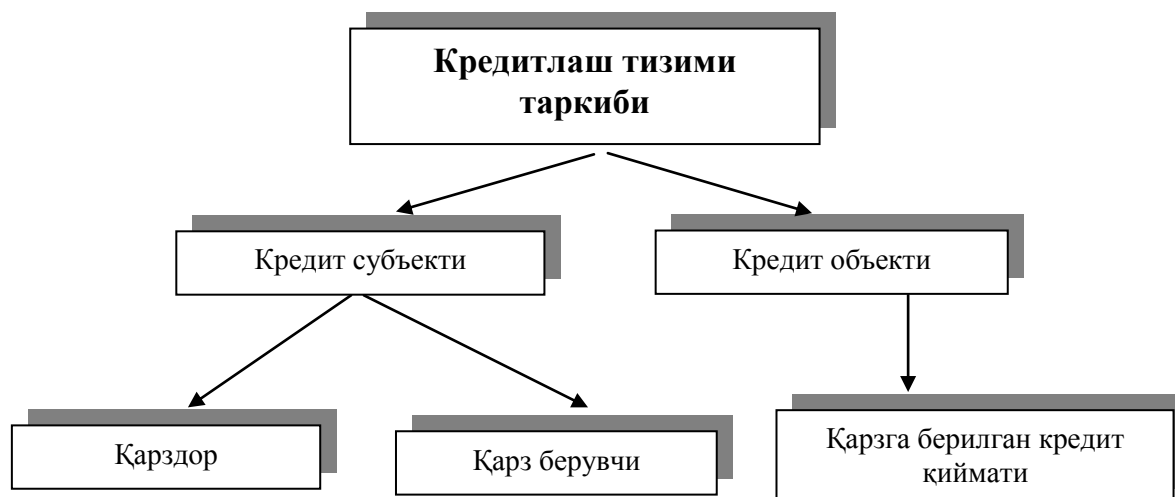 Кредитлаш тизими
таркиби
Кредит субъекти
Кредит объекти
Қарздор
Қарз берувчи
Қарзга берилган кредит
қиймати